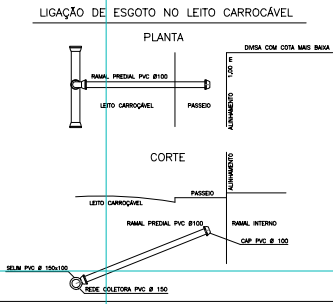 LIGAÇÃO DE ESGOTO NO LEITO CARROCÁVEL
PLANTA
DIVISA COM COTA MAIS BAIXA
1,00 m
RAMAL PREDIAL PVC Ø100
LEITO CARROÇÁVEL
PASSEIO
ALINHAMENTO
CORTE
ALINHAMENTO
PASSEIO
LEITO CARROÇÁVEL
RAMAL PREDIAL PVC Ø100
RAMAL INTERNO
CAP PVC Ø 100
SELIM PVC Ø 150x100
REDE COLETORA PVC Ø 150